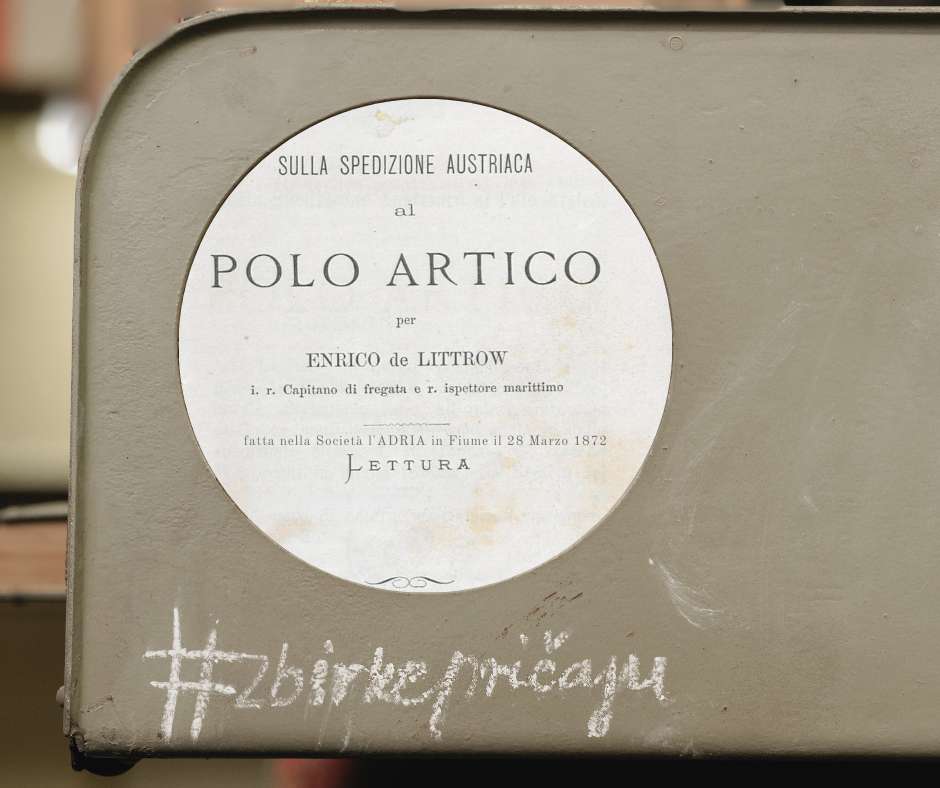 SULLA SPEDIZIONE AUSTRIACA
al
POLO ARTICO
per
ENRICO de LITTROW
i. r. Capitano di fregata e r. ispettore marittimo
fatta nella Società l'ADRIA in Fiume il 28 Marzo 1872
LETTURA
#zbirkepričaju